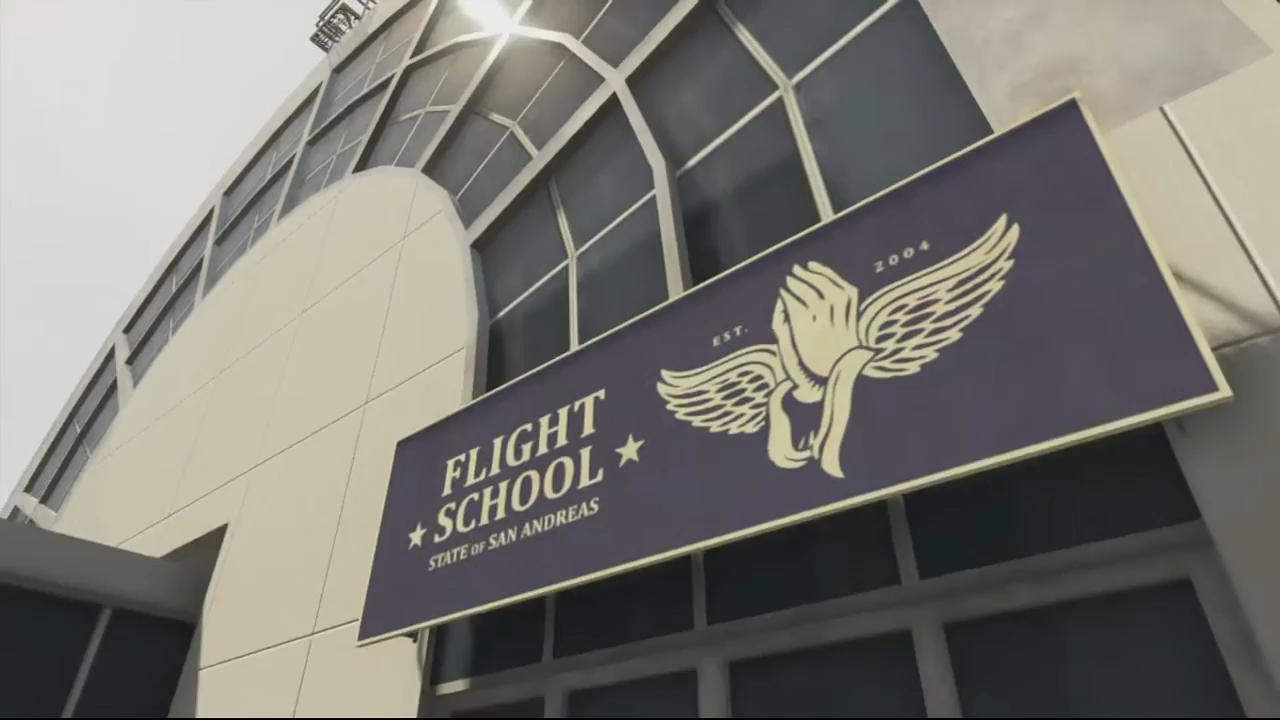 FLIGHT
SCHOOL
STATE OF SAN ANDREAS
EST.
2004